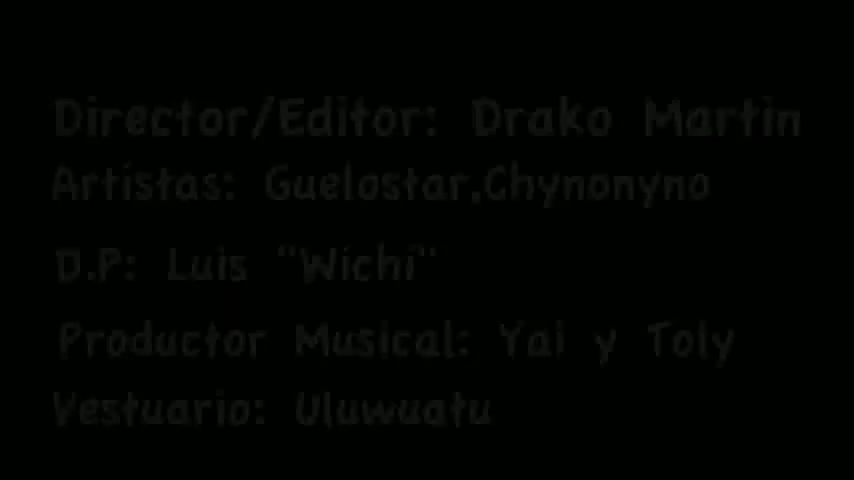 Director/Editor: Drako Martin
Artistas: Guelostar,Chynonyno
D.P: Luis "Wichi"
Productor Musical: Yai y Toly
Vestuario: Uluwuatu